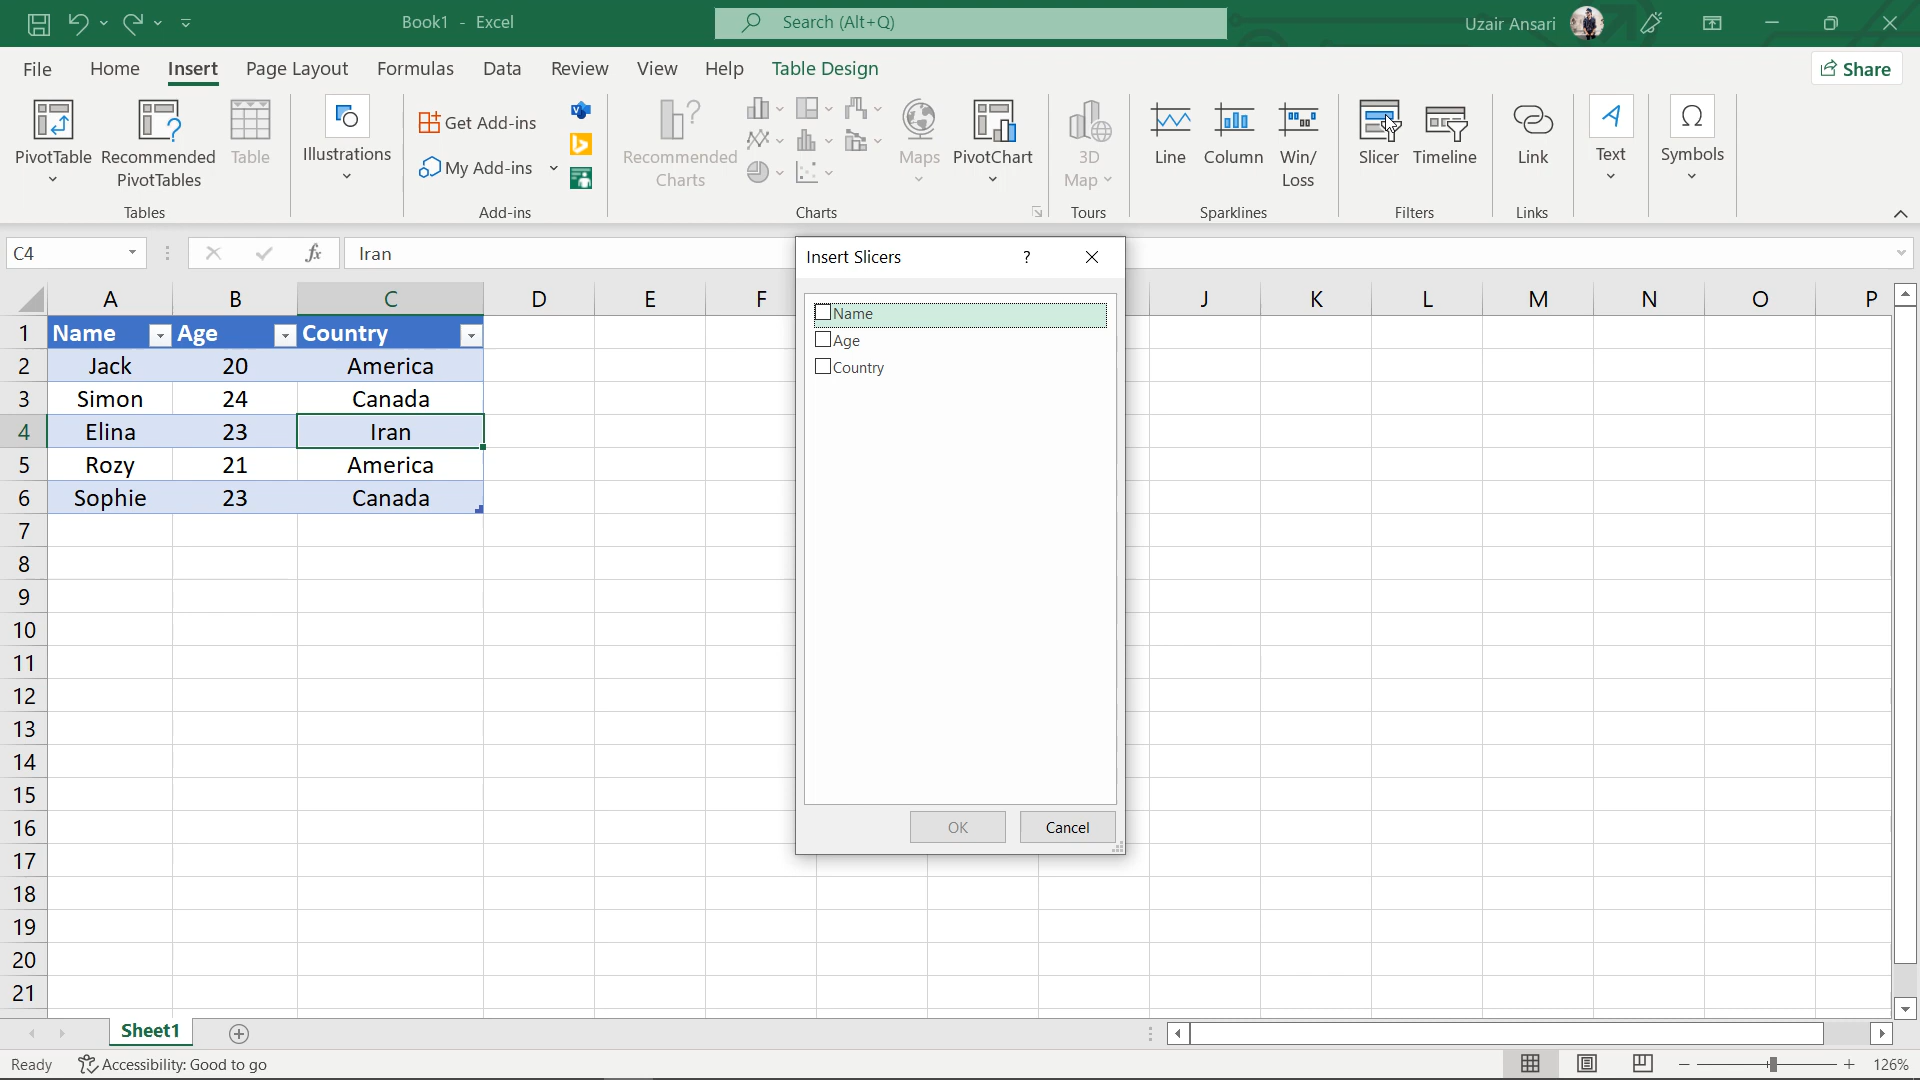 Book1 - Excel
Search (Alt+Q)
Uzair Ansari
File Home Insert Page Layout Formulas Data Review View Help Table Design
Share
PivotTable
Recommended PivotTables
Table
Tables
Illustrations
Get Add-ins
My Add-ins
Add-ins
Recommended Charts
Maps
PivotChart
Charts
3D Map
Tours
Line
Column
Win/ Loss
Sparklines
Slicer
Timeline
Filters
Link
Links
Text
Ω
Symbols
C4
fx
Iran
Insert Slicers ?
Name
Age
Country
OK Cancel
A B C D E F J K L M N O P
1 Name Age Country
2 Jack 20 America
3 Simon 24 Canada
4 Elina 23 Iran
5 Rozy 21 America
6 Sophie 23 Canada
7
8
9
10
11
12
13
14
15
16
17
18
19
20
21
Sheet1
Ready
Accessibility: Good to go
126%